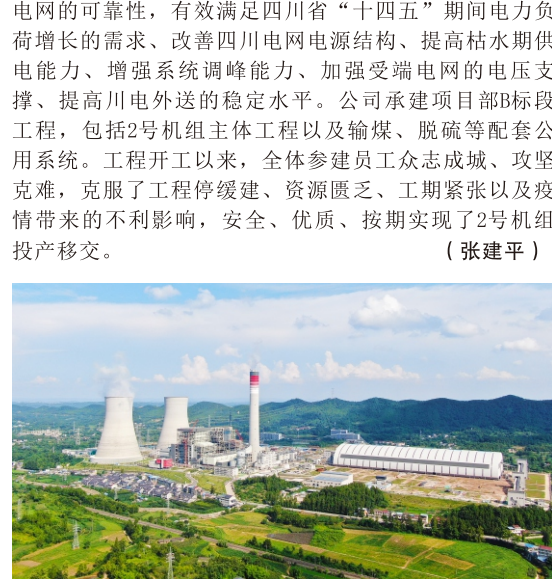 电网的可靠性，有效满足四川省“十四五”期间电力负
荷增长的需求、改善四川电网电源结构、提高枯水期供
电能力、增强系统调峰能力、加强受端电网的电压支
撑、提高川电外送的稳定水平。公司承建项目部B标段
工程，包括2号机组主体工程以及输煤、脱硫等配套公
用系统。工程开工以来，全体参建员工众志成城、攻坚
克难，克服了工程停缓建、资源匮乏、工期紧张以及疫
情带来的不利影响，安全、优质、按期实现了2号机组
投产移交。 （张建平）